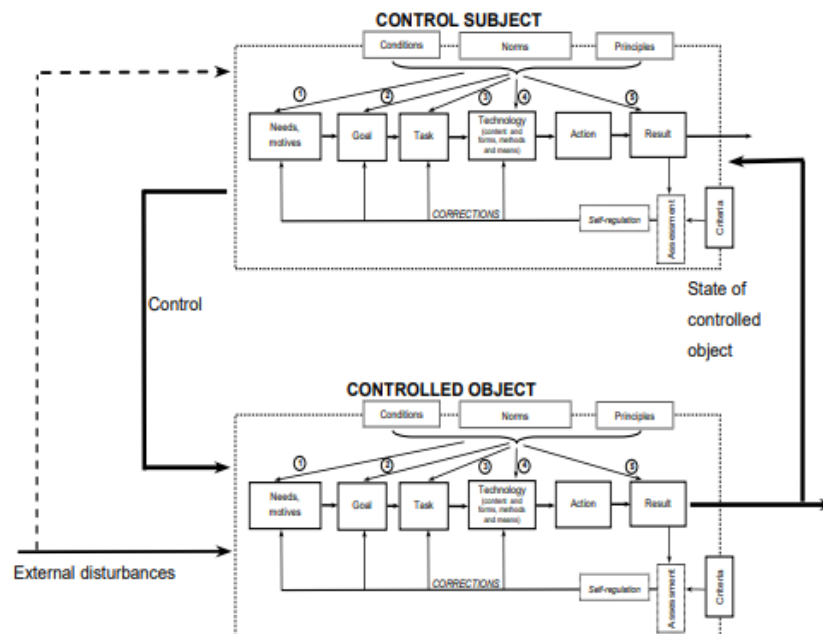 CONTROL SUBJECT
Conditions
Norms
Principles
1
2
3
4
5
Needs,
motives
Goal
Task
Technology
(content and
forms, methods
and means)
Action
Result
CORRECTIONS
Self-regulation
Assessment
Criteria
Control
State of
controlled
object
CONTROLLED OBJECT
Conditions
Norms
Principles
1
2
3
4
5
Needs,
motives
Goal
Task
Technology
(content and
forms, methods
and means)
Action
Result
External disturbances
CORRECTIONS
Self-regulation
Assessment
Criteria